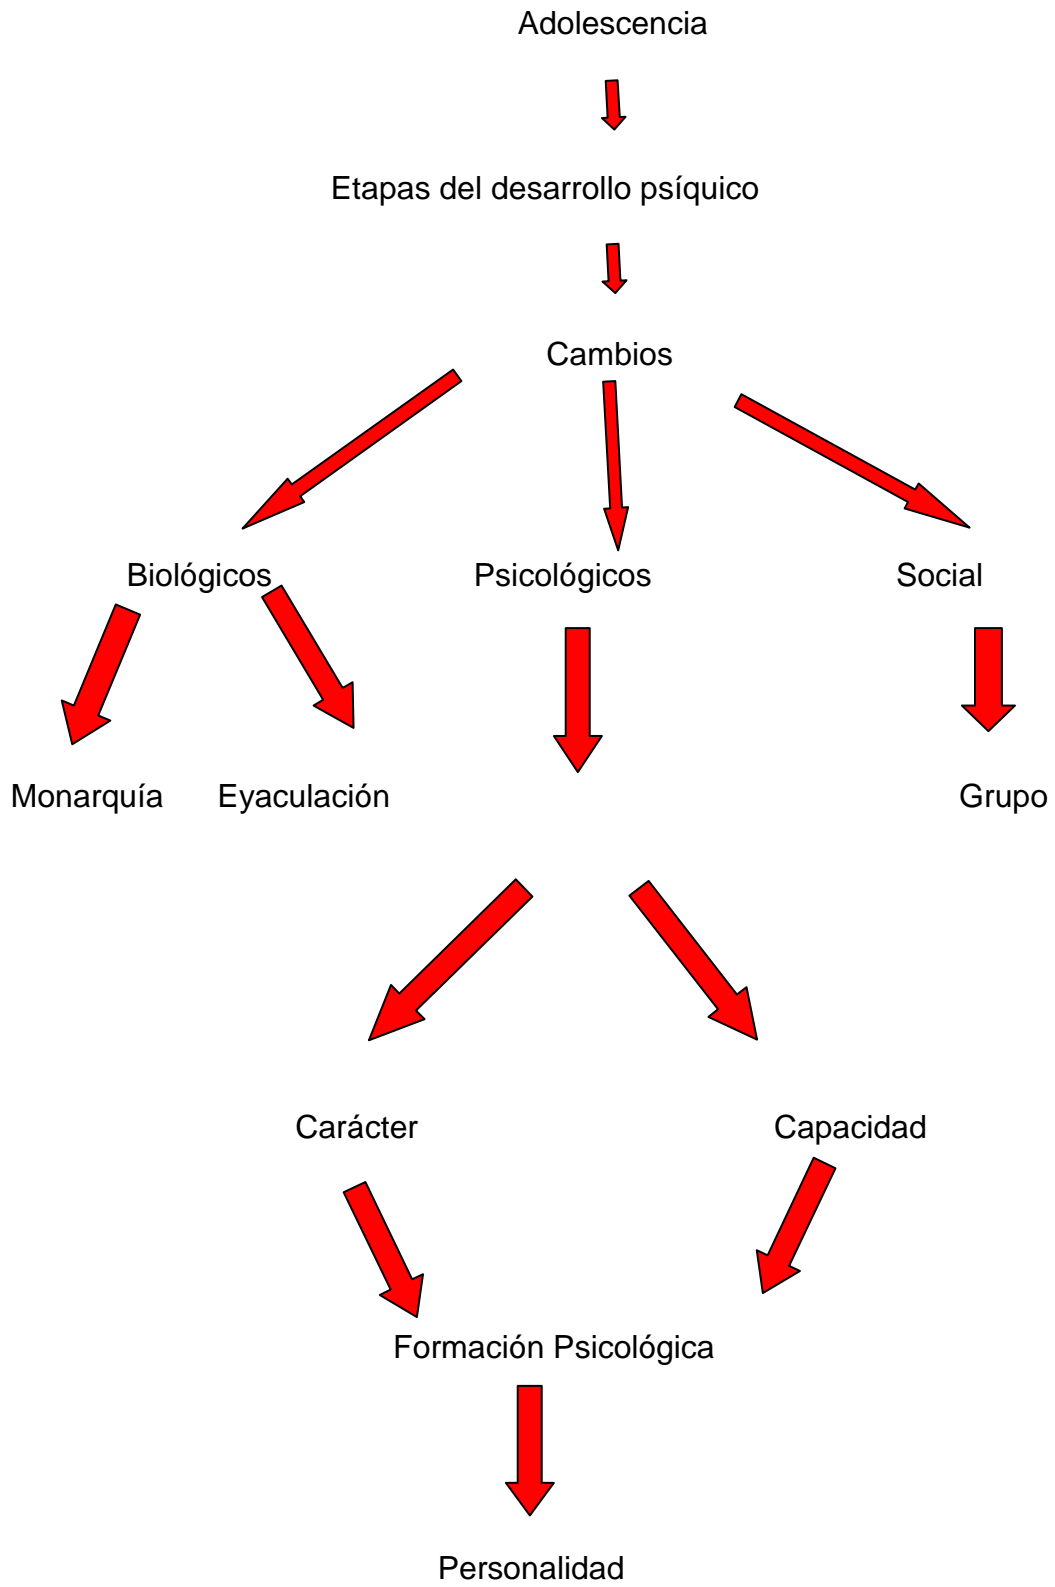 Adolescencia
Etapas del desarrollo psíquico
Cambios
Biológicos
Psicológicos
Social
Monarquía
Eyaculación
Grupo
Carácter
Capacidad
Formación Psicológica
Personalidad